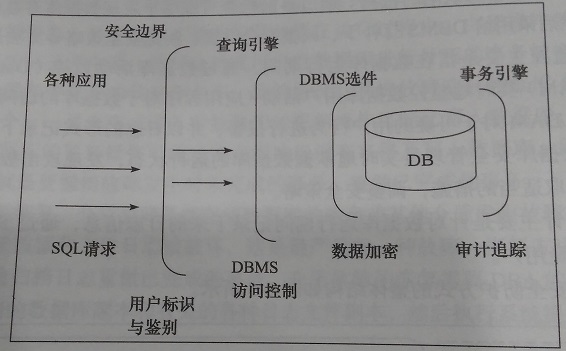 安全边界
查询引擎
各种应用
DBMS选件
事务引擎
DB
SQL请求
DBMS
访问控制
数据加密
审计追踪
用户标识
与鉴别